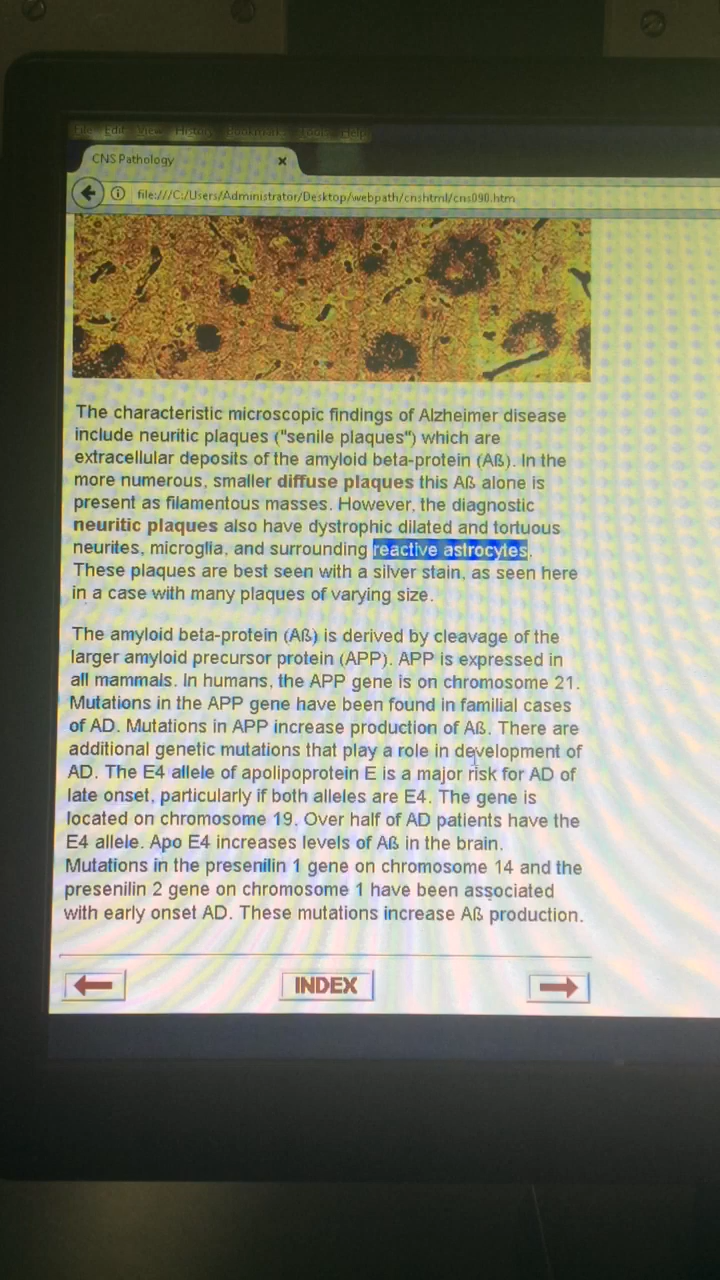 File Edit View History Bookmarks Tools Help
CNS Pathology
file:///C:/Users/Administrator/Desktop/webpath/cnshtml/cns090.htm
The characteristic microscopic findings of Alzheimer disease
include neuritic plaques ("senile plaques") which are
extracellular deposits of the amyloid beta-protein (Aß). In the
more numerous, smaller diffuse plaques this Aß alone is
present as filamentous masses. However, the diagnostic
neuritic plaques also have dystrophic dilated and tortuous
neurites, microglia, and surrounding reactive astrocytes.
These plaques are best seen with a silver stain, as seen here
in a case with many plaques of varying size.
The amyloid beta-protein (Aß) is derived by cleavage of the
larger amyloid precursor protein (APP). APP is expressed in
all mammals. In humans, the APP gene is on chromosome 21.
Mutations in the APP gene have been found in familial cases
of AD. Mutations in APP increase production of Aß. There are
additional genetic mutations that play a role in development of
AD. The E4 allele of apolipoprotein E is a major risk for AD of
late onset, particularly if both alleles are E4. The gene is
located on chromosome 19. Over half of AD patients have the
E4 allele. Apo E4 increases levels of Aß in the brain.
Mutations in the presenilin 1 gene on chromosome 14 and the
presenilin 2 gene on chromosome 1 have been associated
with early onset AD. These mutations increase Aß production.
INDEX